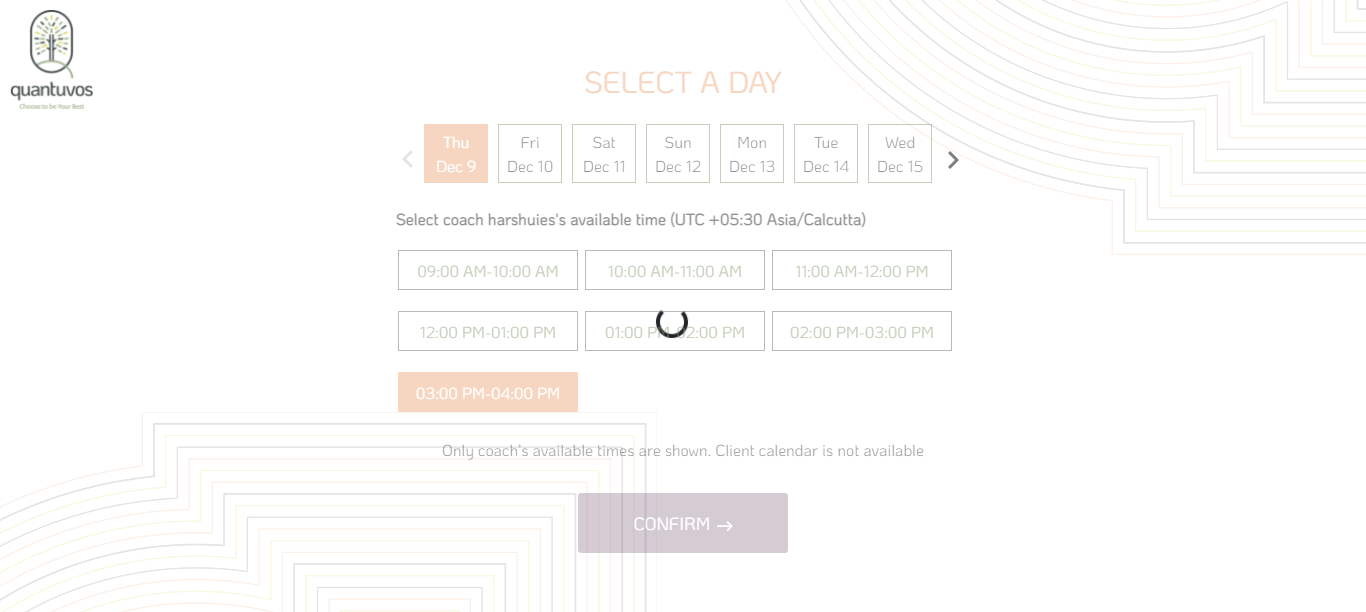 quantuvos
Choose to be Your Best
SELECT A DAY
Thu Fri Sat Sun Mon Tue Wed
Dec 9 Dec 10 Dec 11 Dec 12 Dec 13 Dec 14 Dec 15
Select coach harshuies's available time (UTC +05:30 Asia/Calcutta)
09:00 AM-10:00 AM 10:00 AM-11:00 AM 11:00 AM-12:00 PM
12:00 PM-01:00 PM 01:00 PM-02:00 PM 02:00 PM-03:00 PM
03:00 PM-04:00 PM
Only coach's available times are shown. Client calendar is not available
CONFIRM →